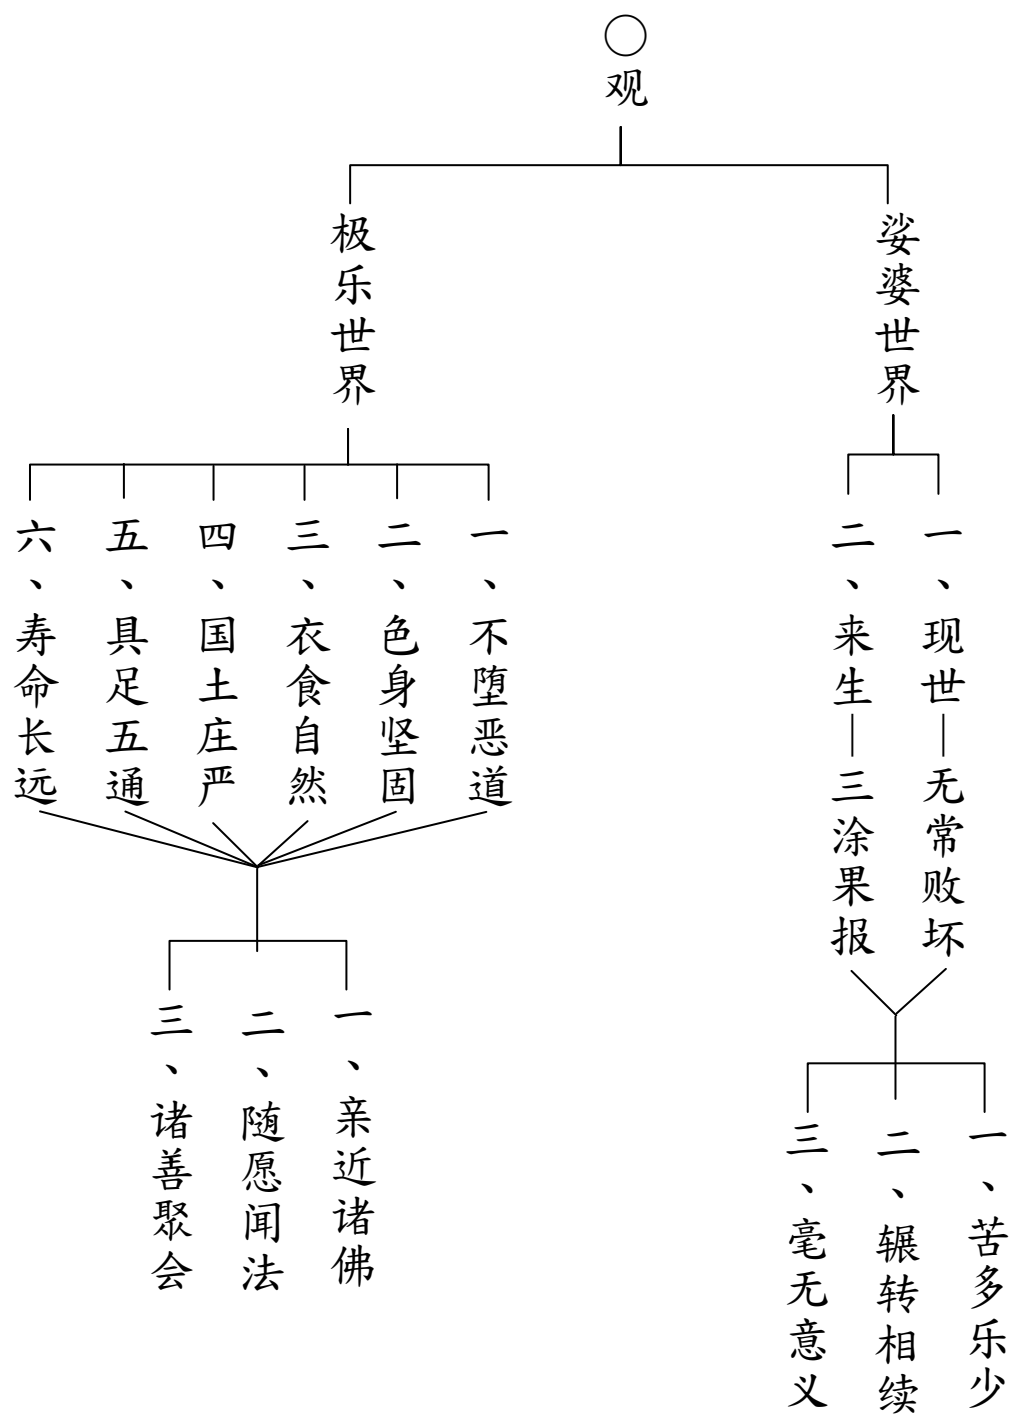 观
娑婆世界
一、现世—无常败坏
二、来生—三涂果报
一、苦多乐少
二、辗转相续
三、毫无意义
极乐世界
一、不堕恶道
二、色身坚固
三、衣食自然
四、国土庄严
五、具足五通
六、寿命长远
一、亲近诸佛
二、随愿闻法
三、诸善聚会